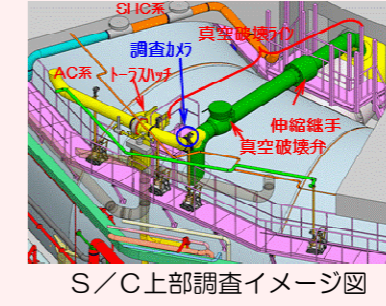 SHC系
真空破壊ライン
調査カメラ
AC系
トーラスハッチ
伸縮継手
真空破壊弁
S/C上部調査イメージ図